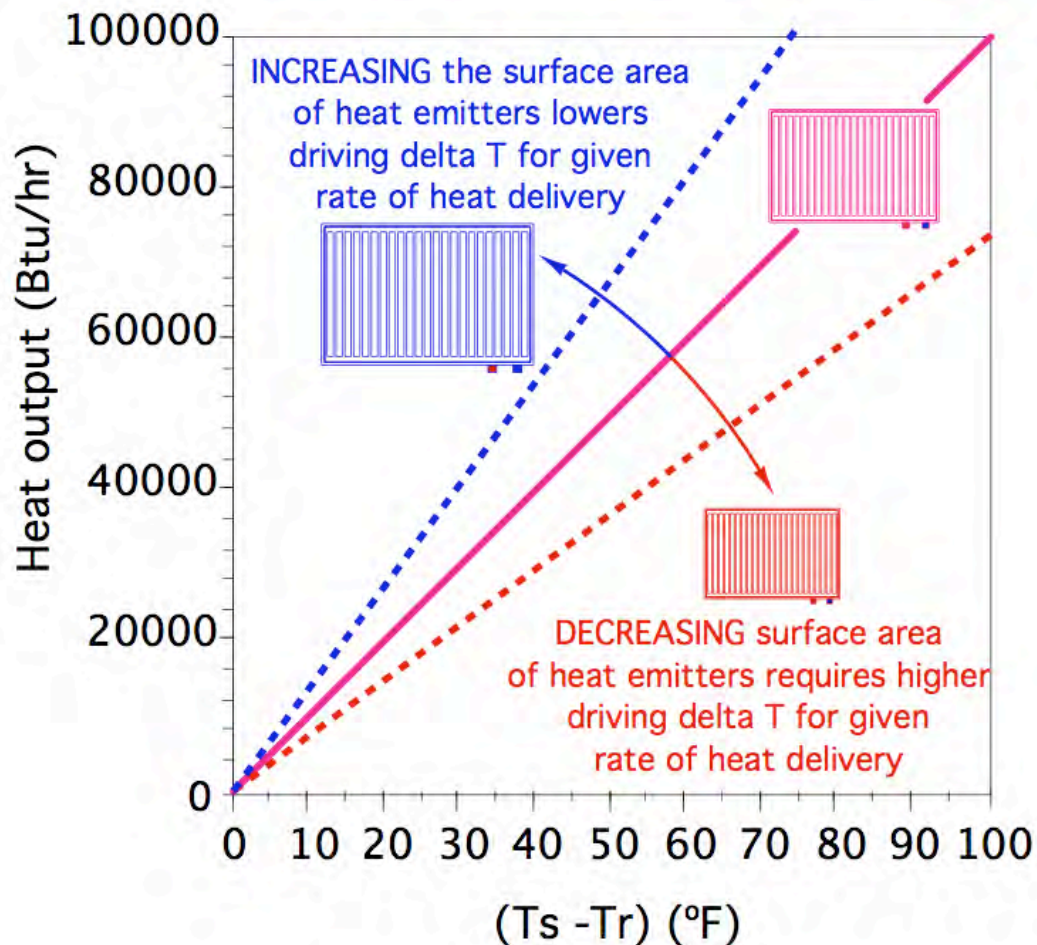 100000
80000
60000
40000
20000
0
Heat output (Btu/hr)
INCREASING the surface area
of heat emitters lowers
driving delta T for given
rate of heat delivery
DECREASING surface area
of heat emitters requires higher
driving delta T for given
rate of heat delivery
0 10 20 30 40 50 60 70 80 90 100
(Ts -Tr) (ºF)